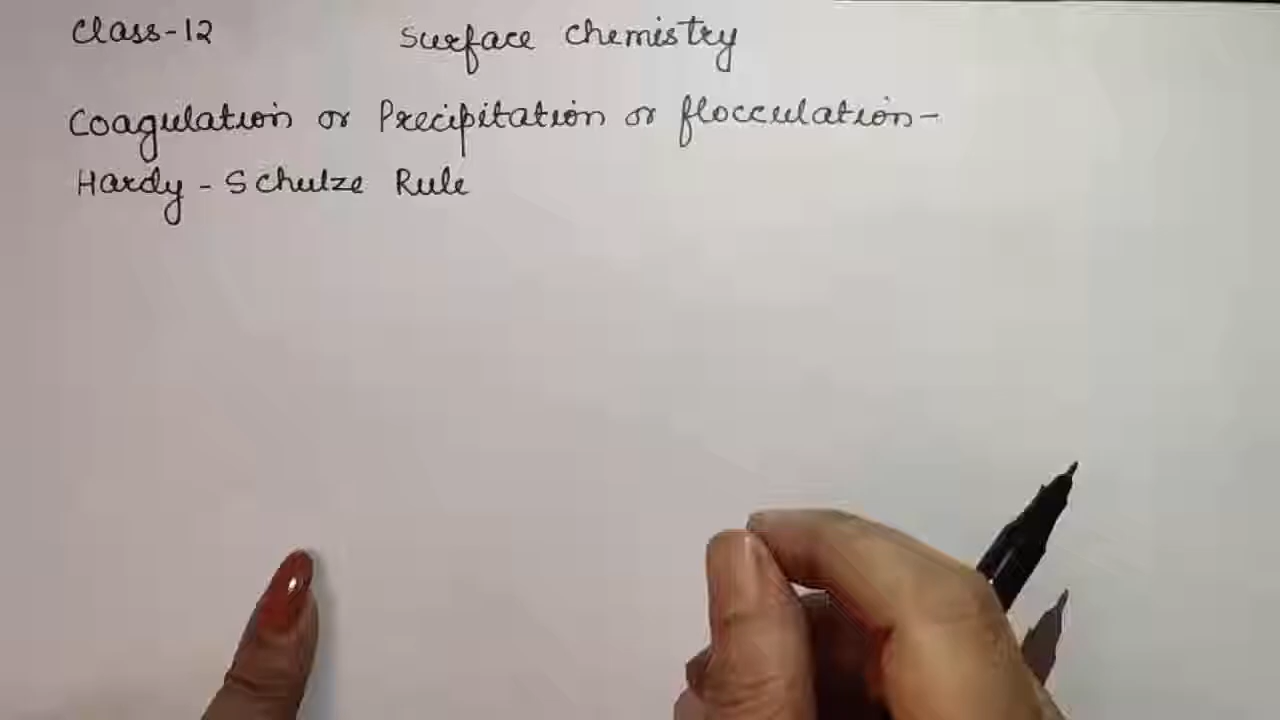 Class-12 Surface Chemistry
Coagulation or Precipitation or flocculation-
Hardy - Schulze Rule